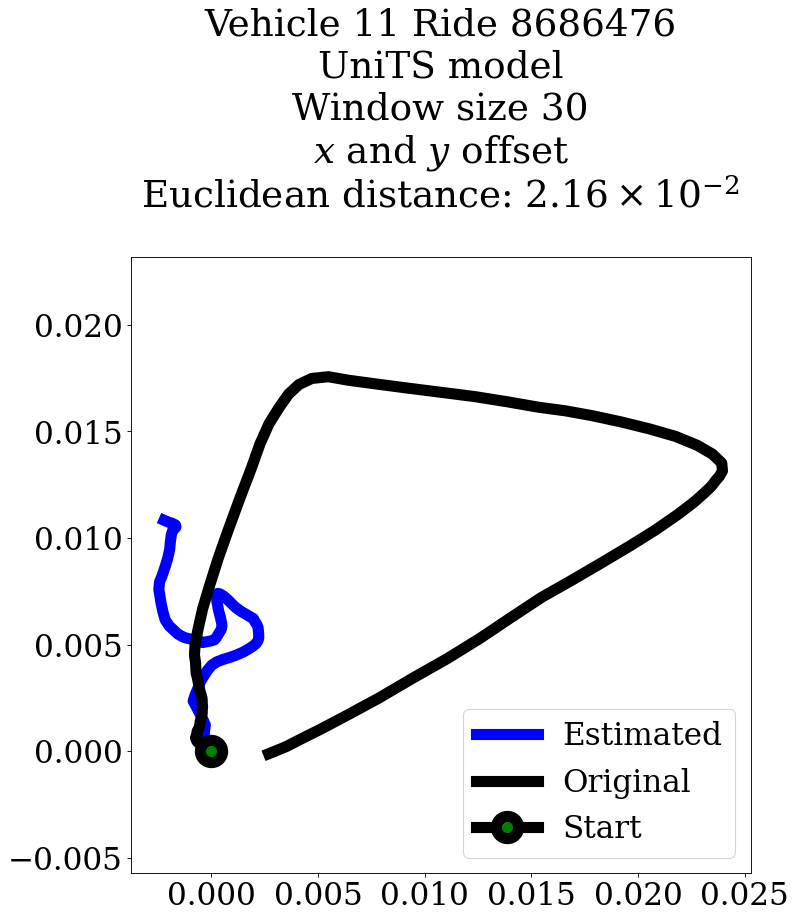 Vehicle 11 Ride 8686476
UniTS model
Window size 30
x and y offset
Euclidean distance: 2.16 × 10⁻²
0.020
0.015
0.010
0.005
0.000
−0.005
Estimated
Original
Start
0.000 0.005 0.010 0.015 0.020 0.025